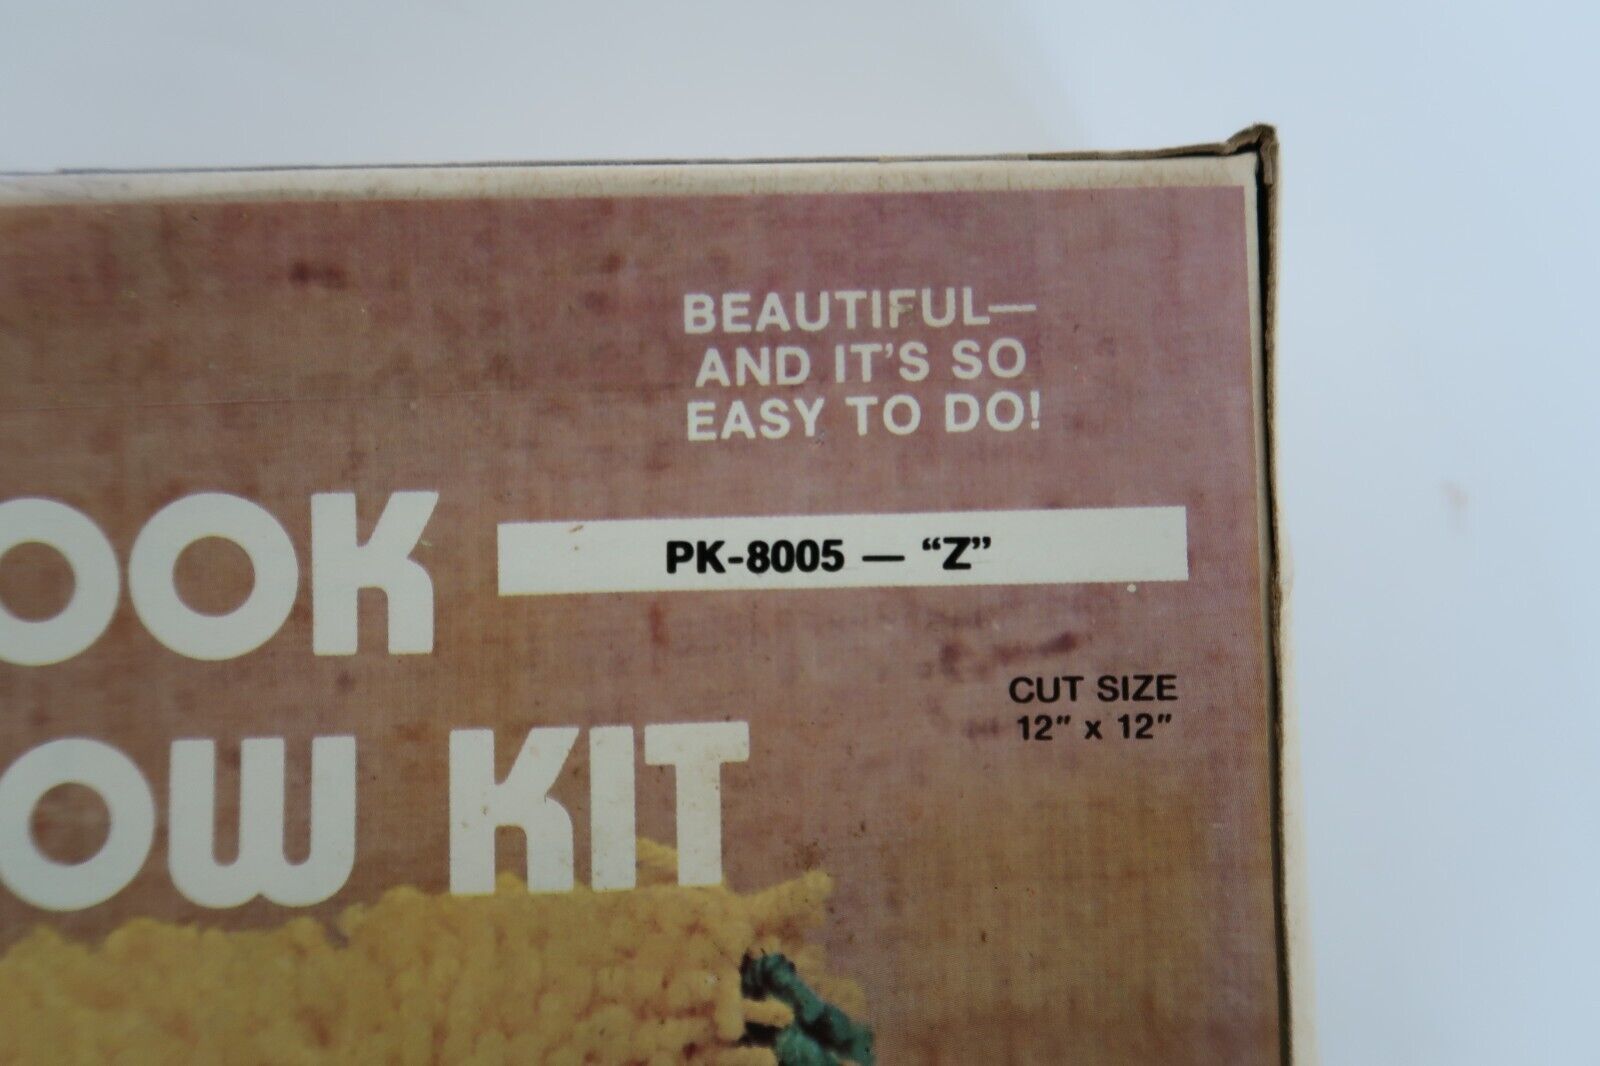 BEAUTIFUL—
AND IT'S SO
EASY TO DO!
OOK
PK-8005 — "Z"
CUT SIZE
12" x 12"
OW KIT